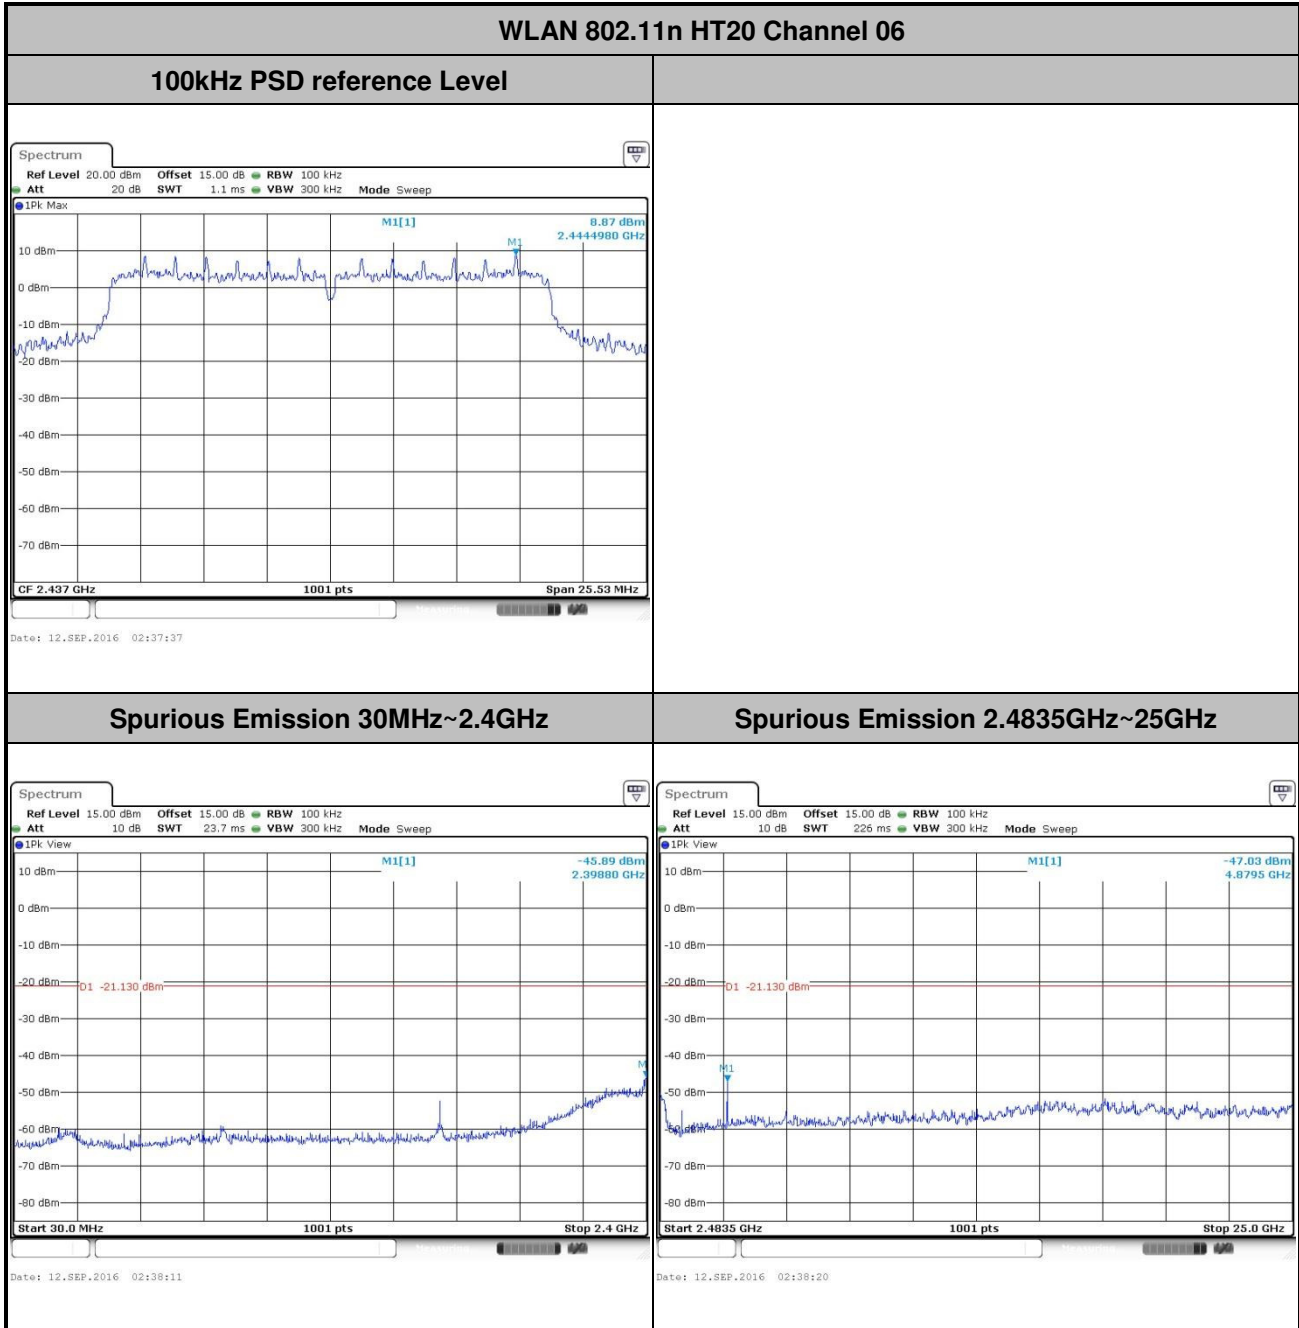 WLAN 802.11n HT20 Channel 06
100kHz PSD reference Level
Spectrum
Ref Level 20.00 dBm Offset 15.00 dB RBW 100 kHz
Att 20 dB SWT 1.1 ms VBW 300 kHz Mode Sweep
1Pk Max
M1[1] 8.87 dBm
2.4444980 GHz
M1
10 dBm
0 dBm
-10 dBm
-20 dBm
-30 dBm
-40 dBm
-50 dBm
-60 dBm
-70 dBm
CF 2.437 GHz 1001 pts Span 25.53 MHz
Date: 12.SEP.2016 02:37:37
Spurious Emission 30MHz~2.4GHz
Spectrum
Ref Level 15.00 dBm Offset 15.00 dB RBW 100 kHz
Att 10 dB SWT 23.7 ms VBW 300 kHz Mode Sweep
1Pk View
M1[1] -45.89 dBm
2.39880 GHz
10 dBm
0 dBm
-10 dBm
-20 dBm
D1 -21.130 dBm
-30 dBm
-40 dBm
M
-50 dBm
-60 dBm
-70 dBm
-80 dBm
Start 30.0 MHz 1001 pts Stop 2.4 GHz
Date: 12.SEP.2016 02:38:11
Spurious Emission 2.4835GHz~25GHz
Spectrum
Ref Level 15.00 dBm Offset 15.00 dB RBW 100 kHz
Att 10 dB SWT 226 ms VBW 300 kHz Mode Sweep
1Pk View
M1[1] -47.03 dBm
4.8795 GHz
10 dBm
0 dBm
-10 dBm
-20 dBm
D1 -21.130 dBm
-30 dBm
-40 dBm
M1
-50 dBm
-60 dBm
-70 dBm
-80 dBm
Start 2.4835 GHz 1001 pts Stop 25.0 GHz
Date: 12.SEP.2016 02:38:20